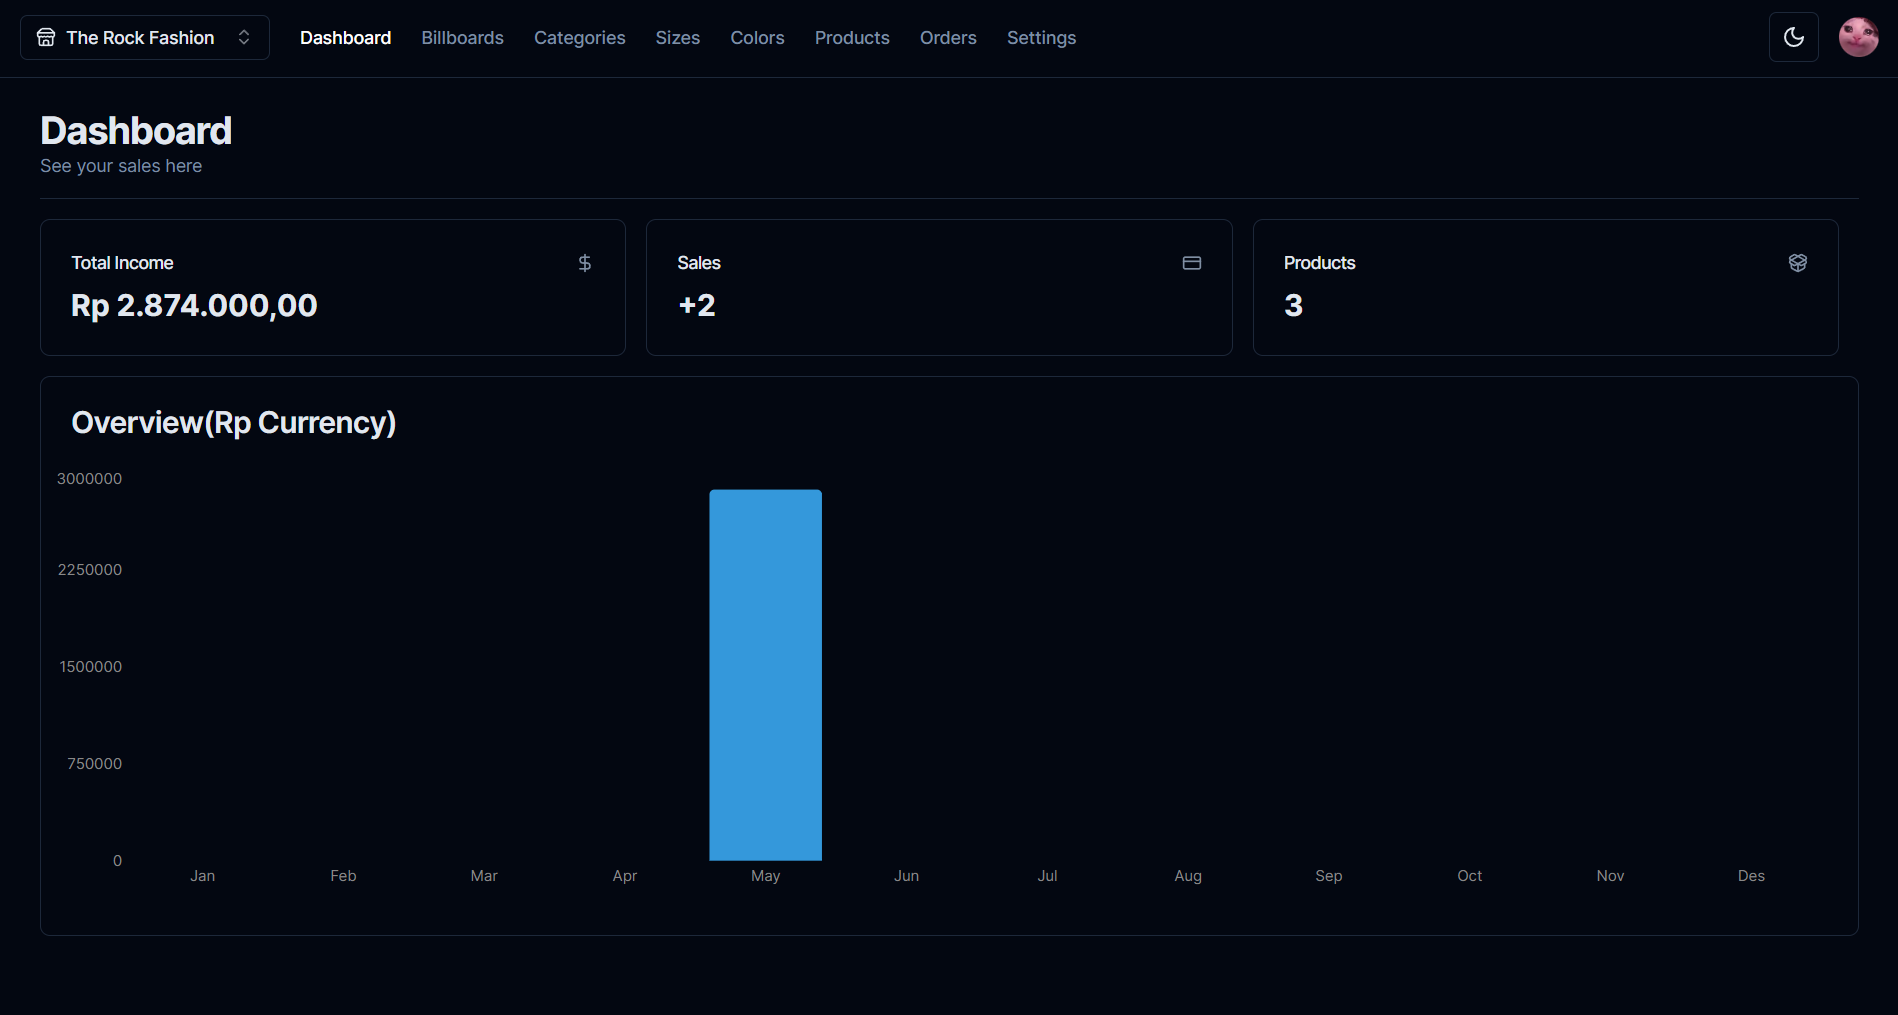 The Rock Fashion Dashboard Billboards Categories Sizes Colors Products Orders Settings
Dashboard
See your sales here
Total Income
Rp 2.874.000,00
Sales
+2
Products
3
Overview(Rp Currency)
3000000
2250000
1500000
750000
0
Jan Feb Mar Apr May Jun Jul Aug Sep Oct Nov Des